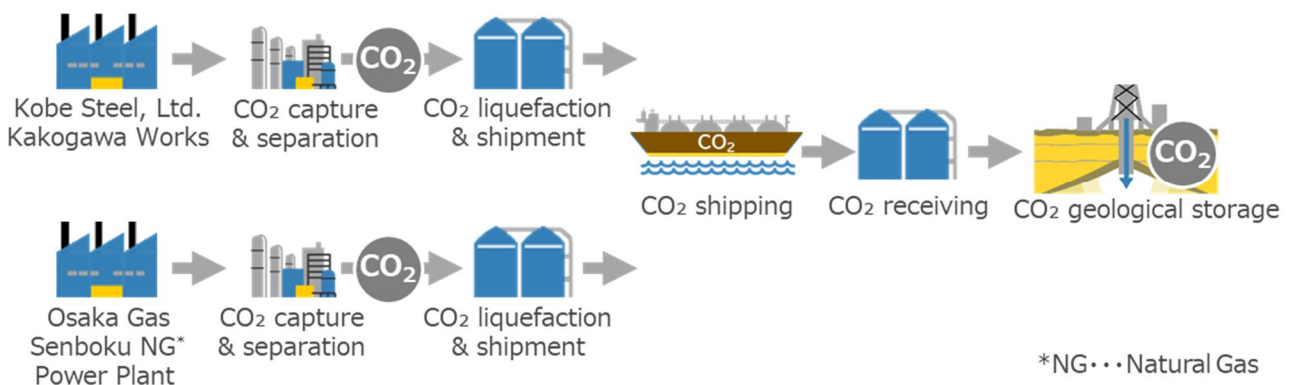 CO₂
Kobe Steel, Ltd.
Kakogawa Works
CO₂ capture
& separation
CO₂ liquefaction
& shipment
CO₂
CO₂ shipping
CO₂ receiving
CO₂
CO₂ geological storage
CO₂
Osaka Gas
Senboku NG*
Power Plant
CO₂ capture
& separation
CO₂ liquefaction
& shipment
*NG･･･Natural Gas